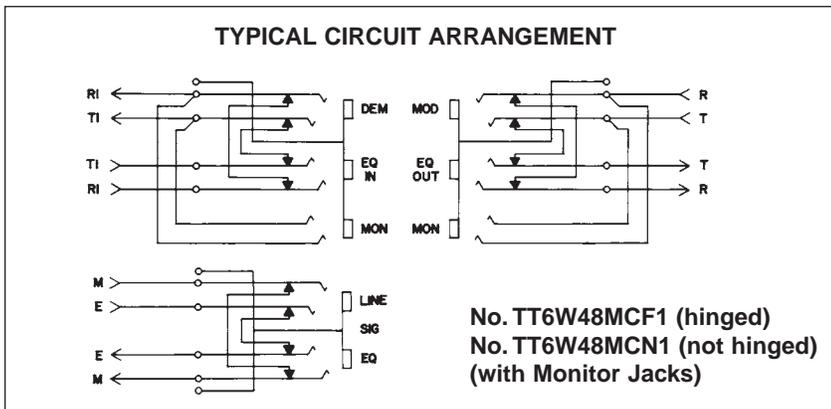 TYPICAL CIRCUIT ARRANGEMENT
RI
TI
TI
RI
DEM
EQ
IN
MON
MOD
EQ
OUT
MON
R
T
T
R
M
E
E
M
LINE
SIG
EQ
No. TT6W48MCF1 (hinged)
No. TT6W48MCN1 (not hinged)
(with Monitor Jacks)